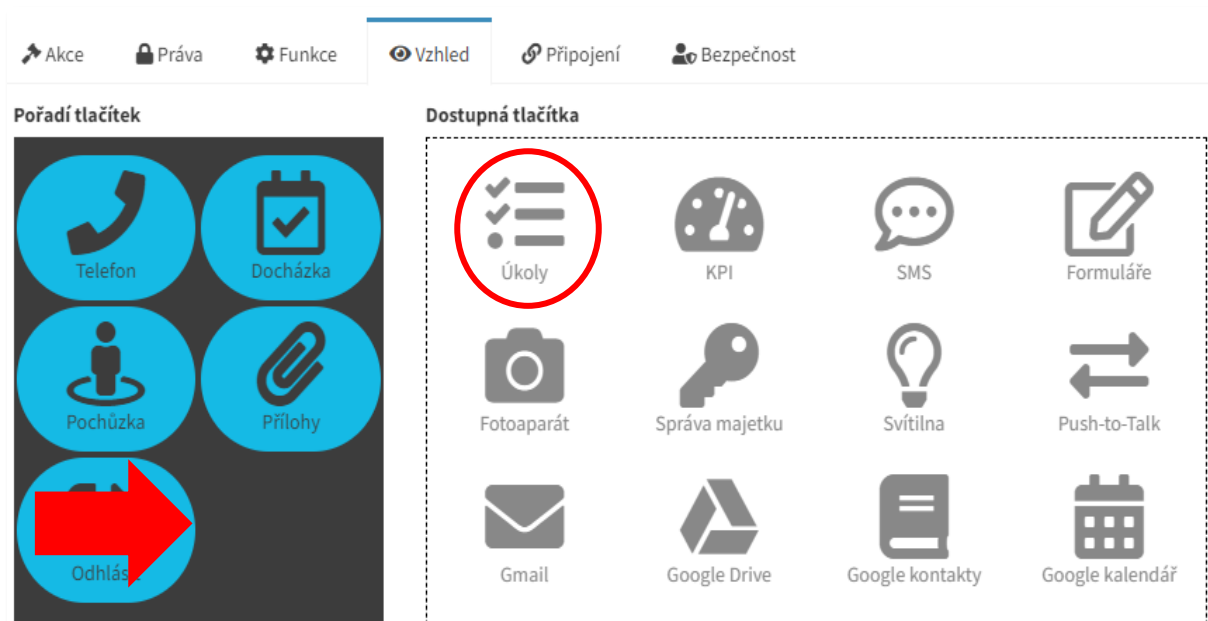 Akce Práva Funkce Vzhled Připojení Bezpečnost
Pořadí tlačítek
Dostupná tlačítka
Telefon Docházka
Pochůzka Přílohy
Úkoly KPI SMS Formuláře
Fotoaparát Správa majetku Svítilna Push-to-Talk
Gmail Google Drive Google kontakty Google kalendář